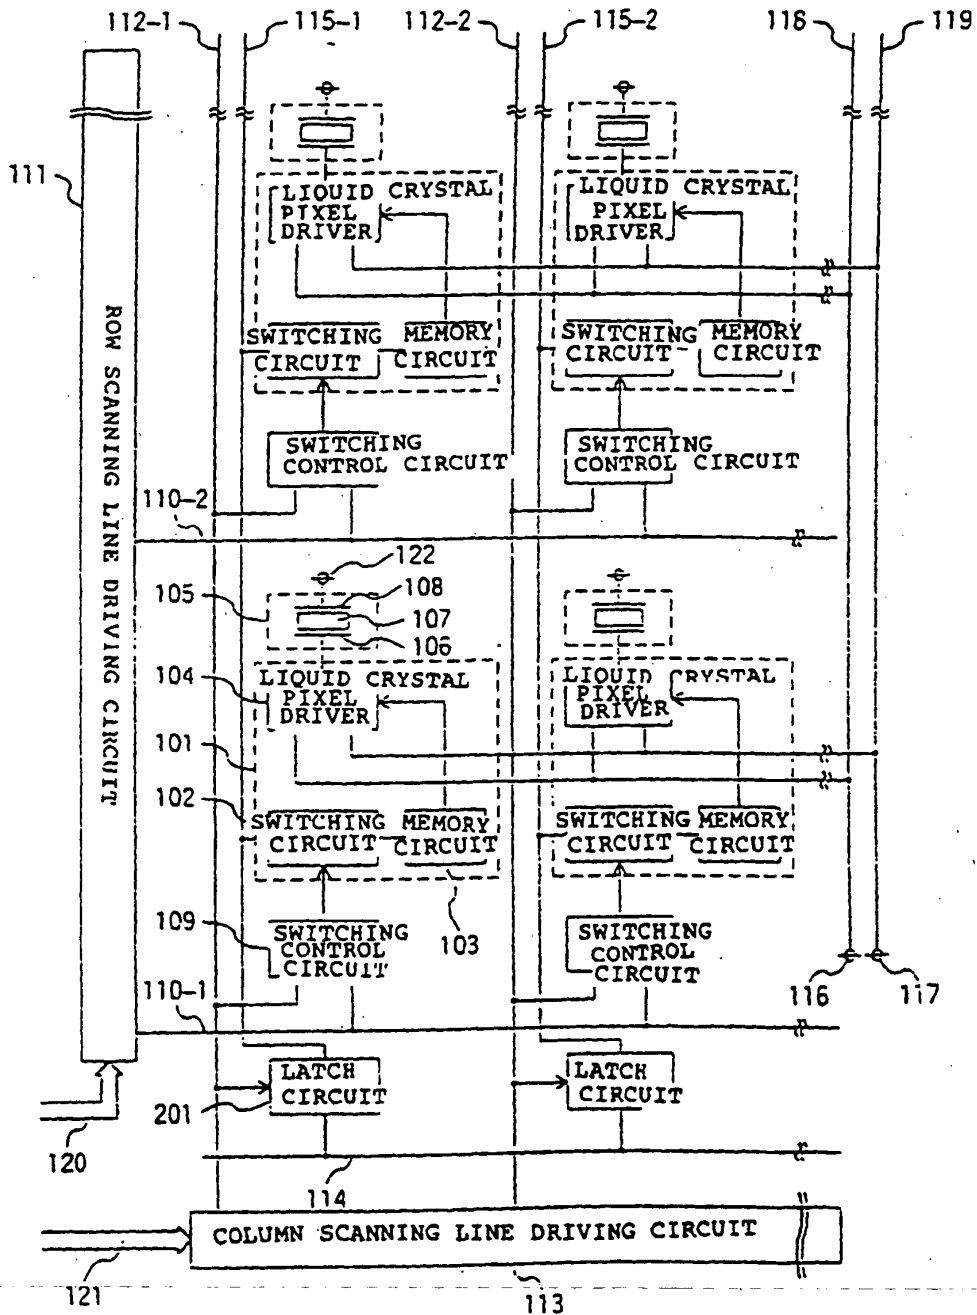 112-1 115-1 112-2 115-2 118 119
111
LIQUID CRYSTAL
PIXEL
DRIVER
LIQUID CRYSTAL
PIXEL
DRIVER
SWITCHING
CIRCUIT
MEMORY
CIRCUIT
SWITCHING
CIRCUIT
MEMORY
CIRCUIT
SWITCHING
CONTROL CIRCUIT
SWITCHING
CONTROL CIRCUIT
ROW SCANNING LINE DRIVING CIRCUIT
110-2
122
105
108
107
106
104
LIQUID CRYSTAL
PIXEL
DRIVER
LIQUID CRYSTAL
PIXEL
DRIVER
101
102
SWITCHING
CIRCUIT
MEMORY
CIRCUIT
SWITCHING
CIRCUIT
MEMORY
CIRCUIT
103
109
SWITCHING
CONTROL
CIRCUIT
SWITCHING
CONTROL
CIRCUIT
116
117
110-1
LATCH
CIRCUIT
LATCH
CIRCUIT
201
120
114
COLUMN SCANNING LINE DRIVING CIRCUIT
121
113